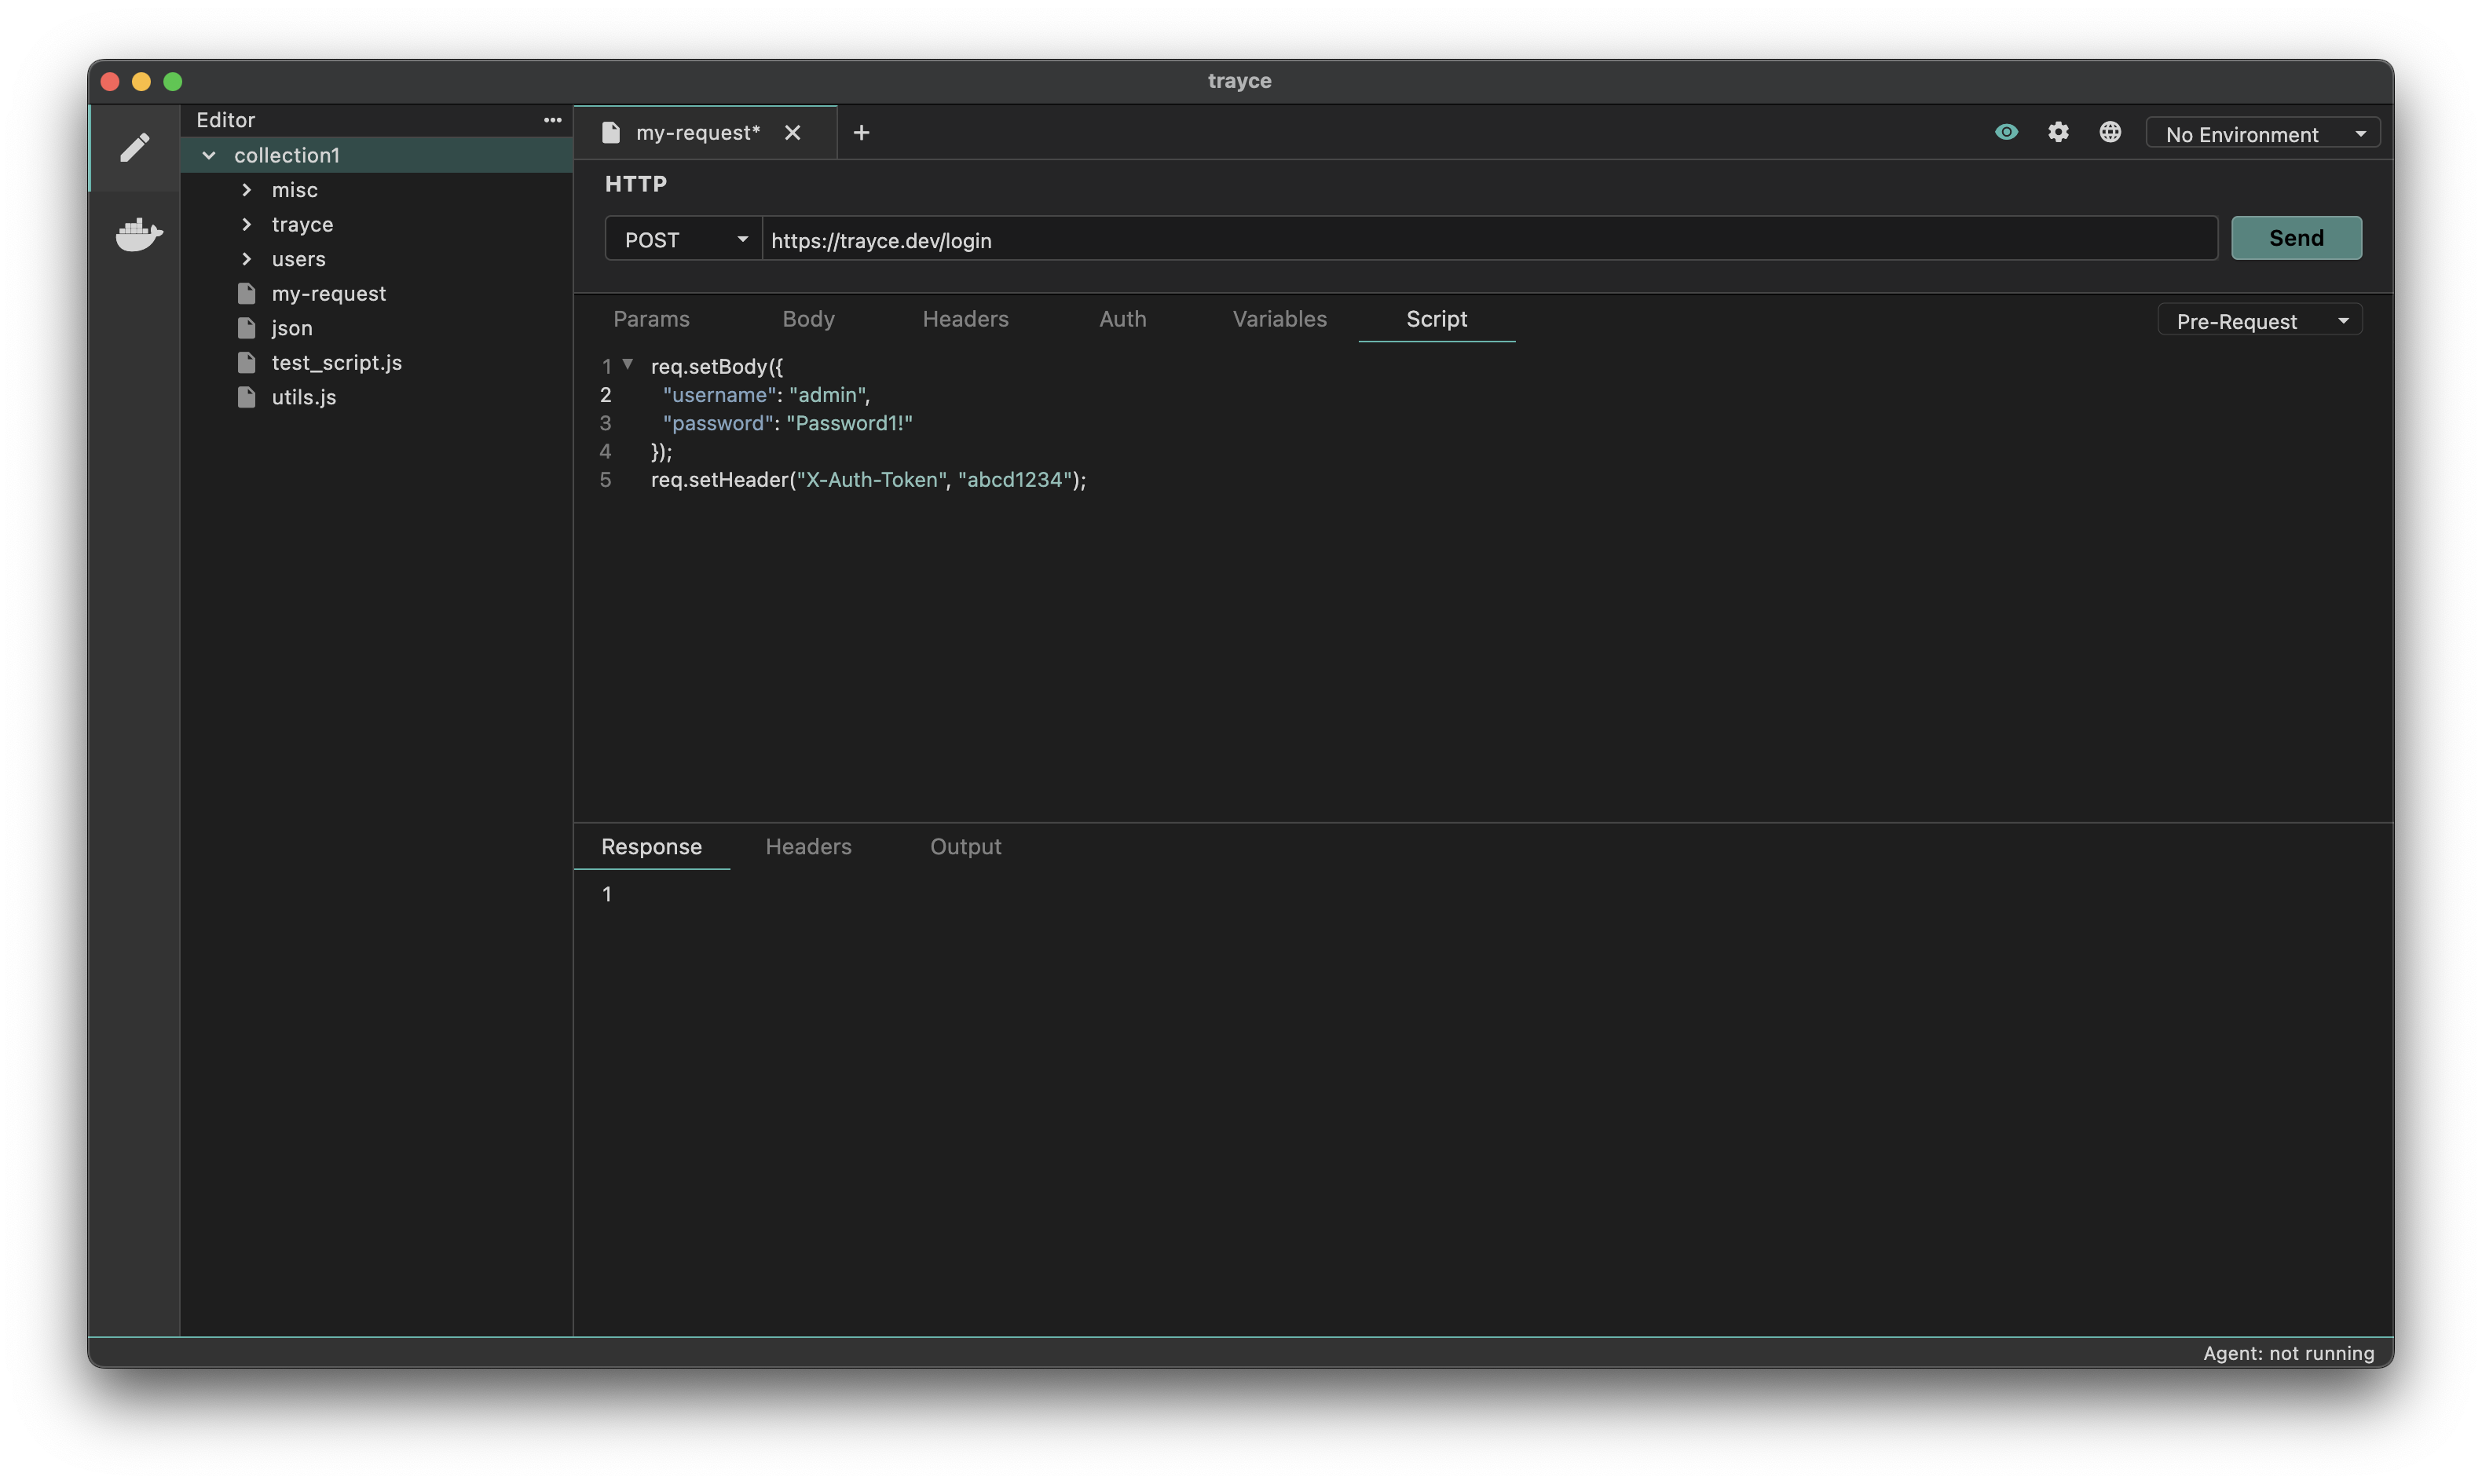 trayce
Editor
collection1
misc
trayce
users
my-request
json
test_script.js
utils.js
my-request*
No Environment
HTTP
POST
https://trayce.dev/login
Send
Params Body Headers Auth Variables Script
Pre-Request
1 req.setBody({
2 "username": "admin",
3 "password": "Password1!"
4 });
5 req.setHeader("X-Auth-Token", "abcd1234");
Response Headers Output
1
Agent: not running